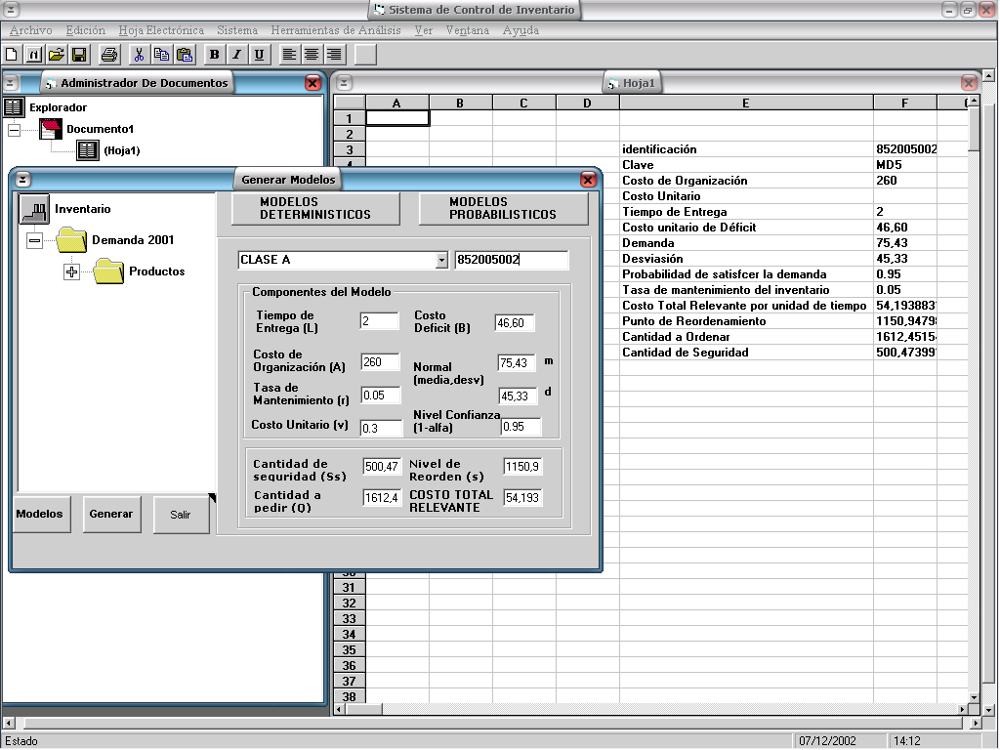 Sistema de Control de Inventario
Archivo Edición Hoja Electrónica Sistema Herramientas de Análisis Ver Ventana Ayuda
n B I U
Administrador De Documentos
Explorador
Documento1
(Hoja1)
Hoja1
A B C D E F
1
2
3 identificación 852005002
Clave MD5
Costo de Organización 260
Costo Unitario
Tiempo de Entrega 2
Costo unitario de Déficit 46,60
Demanda 75,43
Desviasión 45,33
Probabilidad de satisfcer la demanda 0.95
Tasa de mantenimiento del inventario 0.05
Costo Total Relevante por unidad de tiempo 54,193883
Punto de Reordenamiento 1150,9479
Cantidad a Ordenar 1612,4515
Cantidad de Seguridad 500,47399
31
32
33
34
35
36
37
38
Generar Modelos
Inventario
Demanda 2001
Productos
MODELOS
DETERMINISTICOS
MODELOS
PROBABILISTICOS
CLASE A 852005002
Componentes del Modelo
Tiempo de
Entrega (L) 2
Costo
Deficit (B) 46,60
Costo de
Organización (A) 260
Normal
(media,desv) 75,43 m
45,33 d
Tasa de
Mantenimiento (r) 0.05
Costo Unitario (v) 0.3
Nivel Confianza
(1-alfa) 0.95
Cantidad de
seguridad (Ss) 500,47
Nivel de
Reorden (s) 1150,9
Cantidad a
pedir (Q) 1612,4
COSTO TOTAL
RELEVANTE 54,193
Modelos Generar Salir
Estado 07/12/2002 14:12